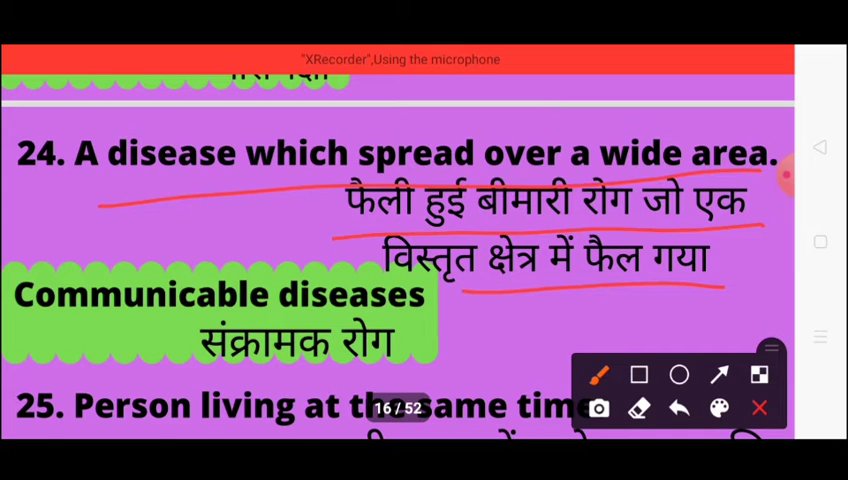 "XRecorder",Using the microphone
24. A disease which spread over a wide area.
फैली हुई बीमारी रोग जो एक
विस्तृत क्षेत्र में फैल गया
Communicable diseases
संक्रामक रोग
25. Person living at the same time
16 / 52